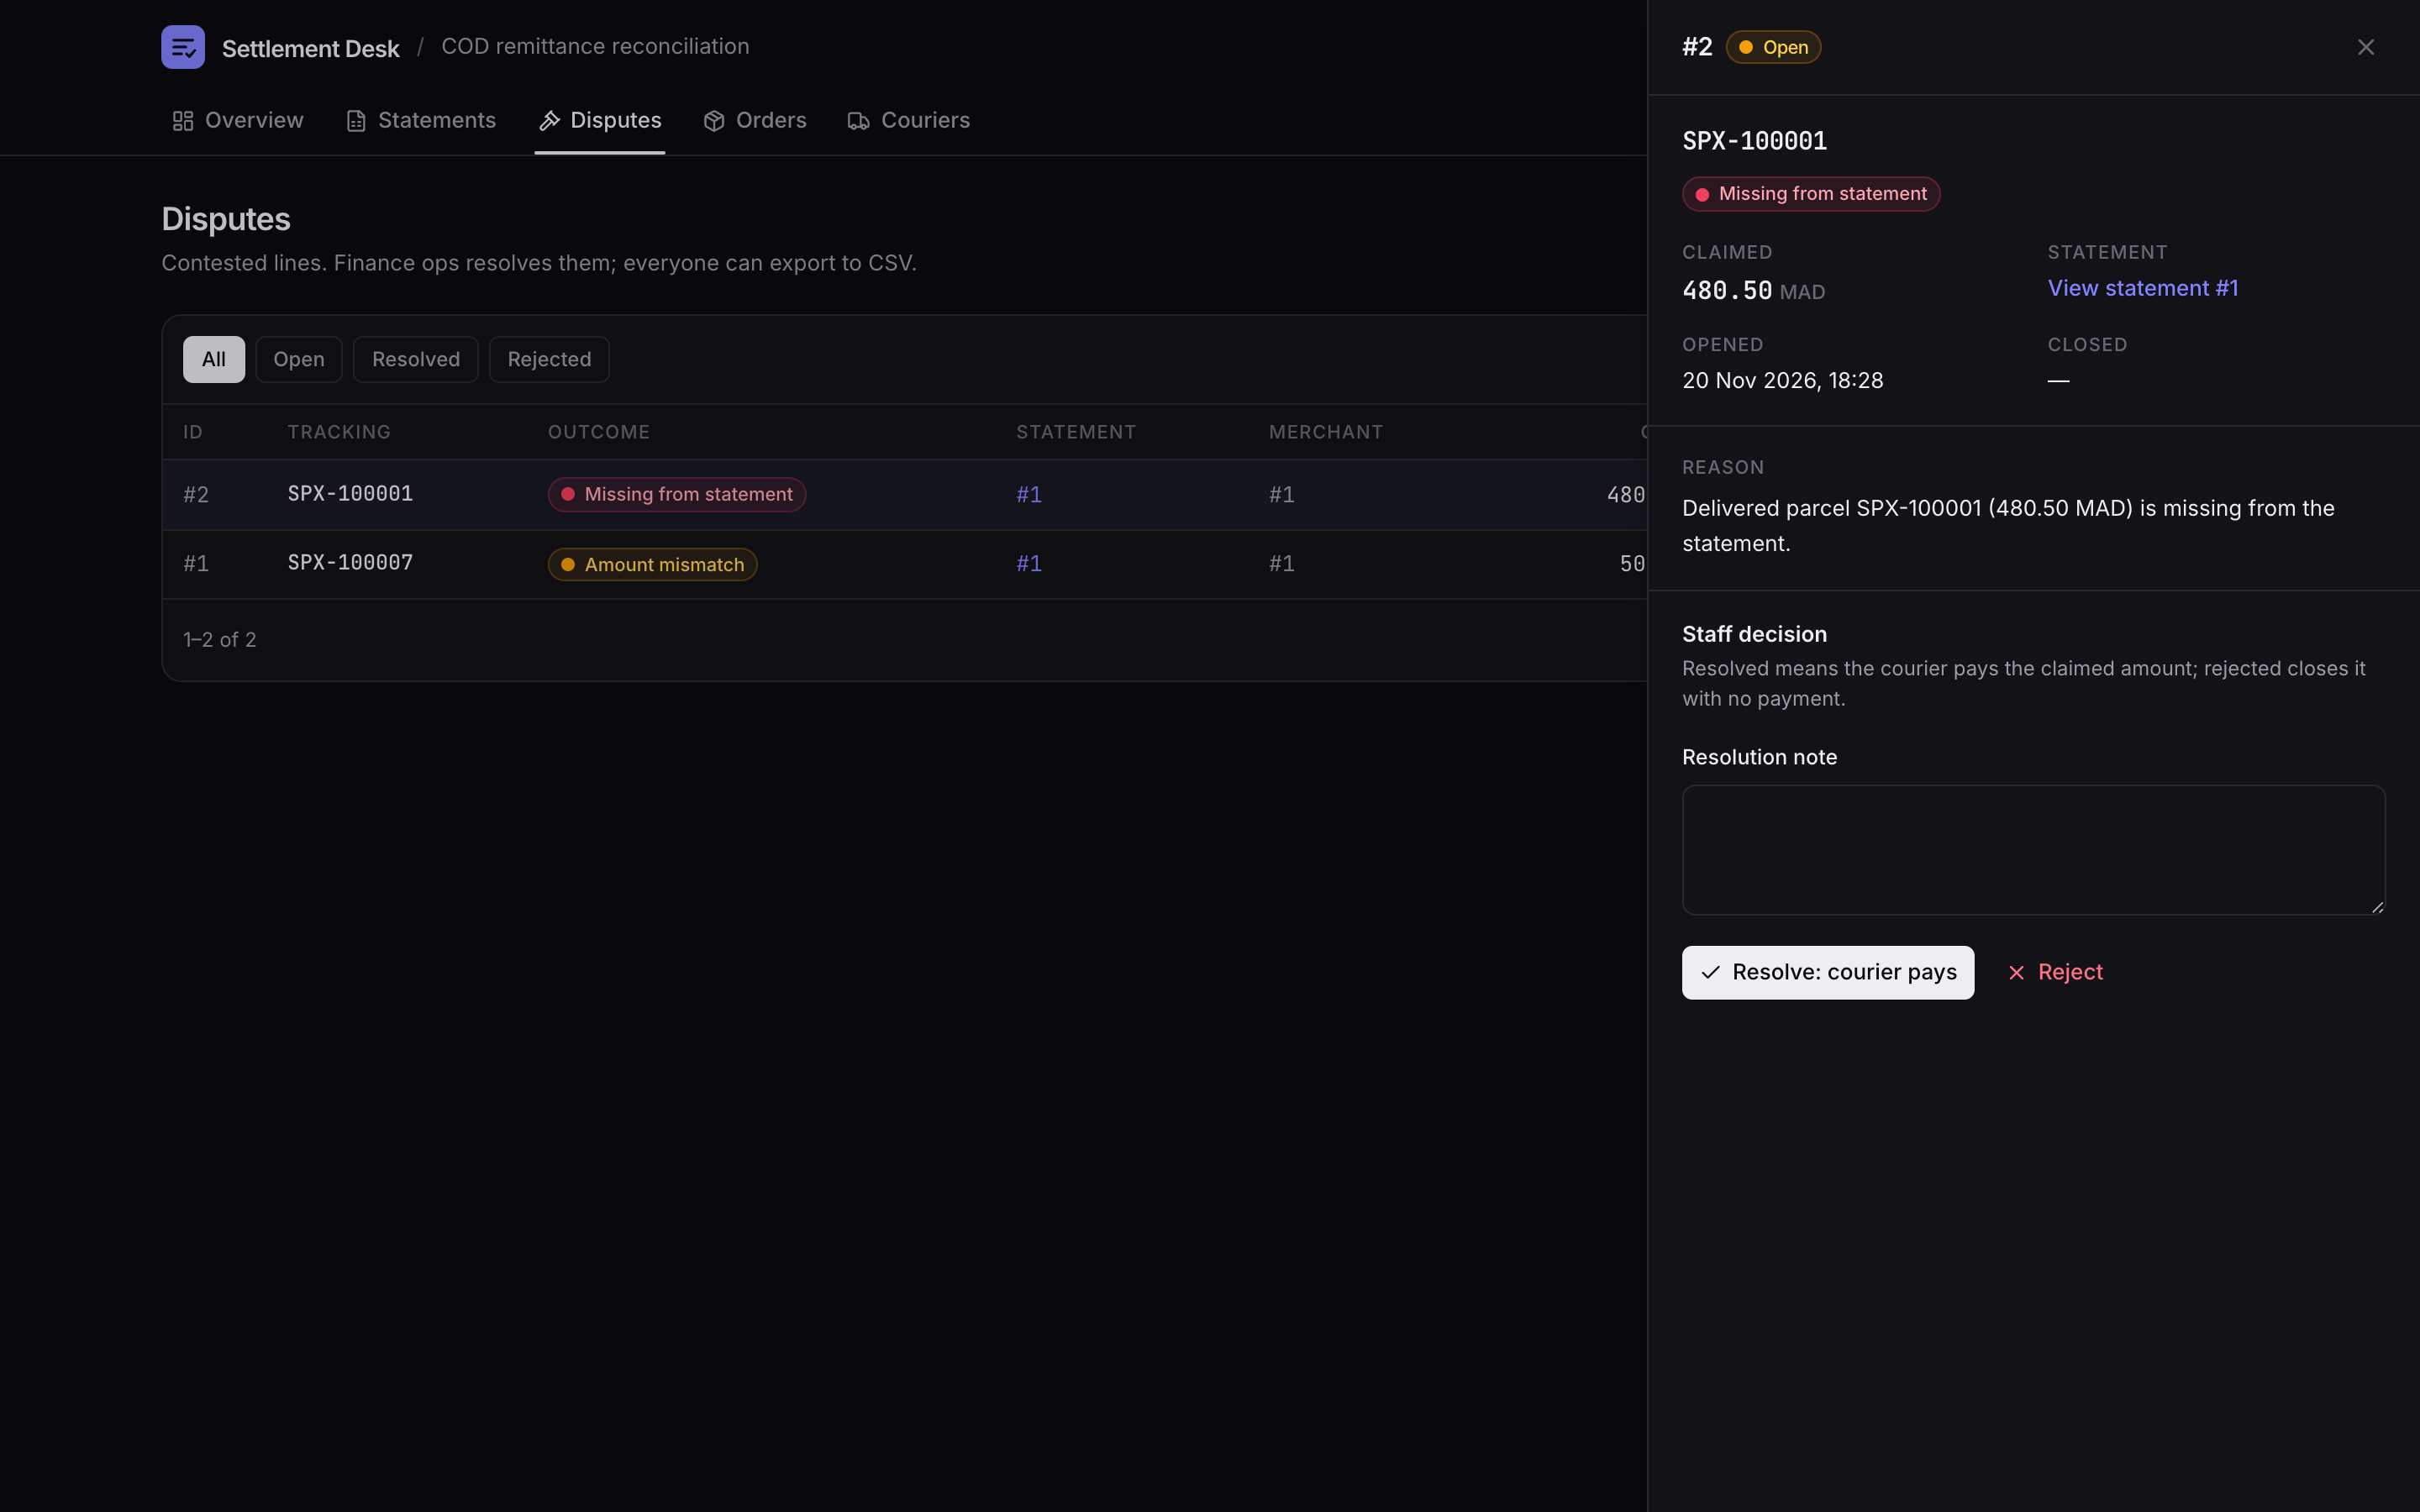 Settlement Desk / COD remittance reconciliation
Overview
Statements
Disputes
Orders
Couriers
Disputes
Contested lines. Finance ops resolves them; everyone can export to CSV.
All
Open
Resolved
Rejected
ID TRACKING OUTCOME STATEMENT MERCHANT
#2 SPX-100001 Missing from statement #1 #1 480
#1 SPX-100007 Amount mismatch #1 #1 50
1–2 of 2
#2 Open
SPX-100001
Missing from statement
CLAIMED STATEMENT
480.50 MAD View statement #1
OPENED CLOSED
20 Nov 2026, 18:28 —
REASON
Delivered parcel SPX-100001 (480.50 MAD) is missing from the
statement.
Staff decision
Resolved means the courier pays the claimed amount; rejected closes it
with no payment.
Resolution note
Resolve: courier pays
Reject